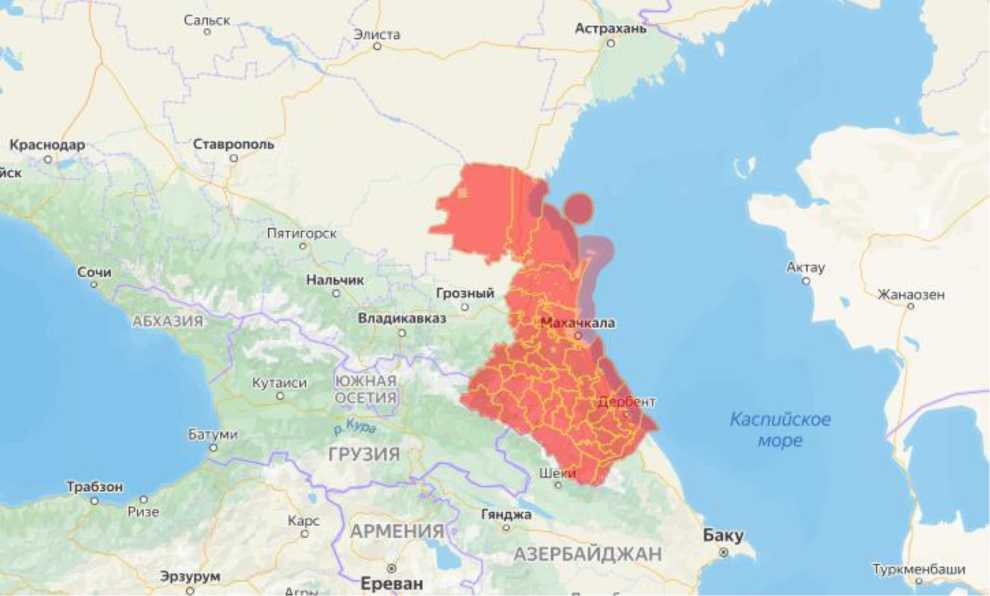 Сальск
Элиста
Астрахань
Краснодар
Ставрополь
йск
Пятигорск
Сочи
Нальчик
Грозный
Актау
Жанаозен
АБХАЗИЯ
Владикавказ
Махачкала
Кутаиси
ЮЖНАЯ
ОСЕТИЯ
Дербент
Каспийское
море
р. Кура
Батуми
ГРУЗИЯ
Шеки
Трабзон
Ризе
Гянджа
Карс
АРМЕНИЯ
АЗЕРБАЙДЖАН
Баку
Эрзурум
Ереван
Туркменбаши
Агры